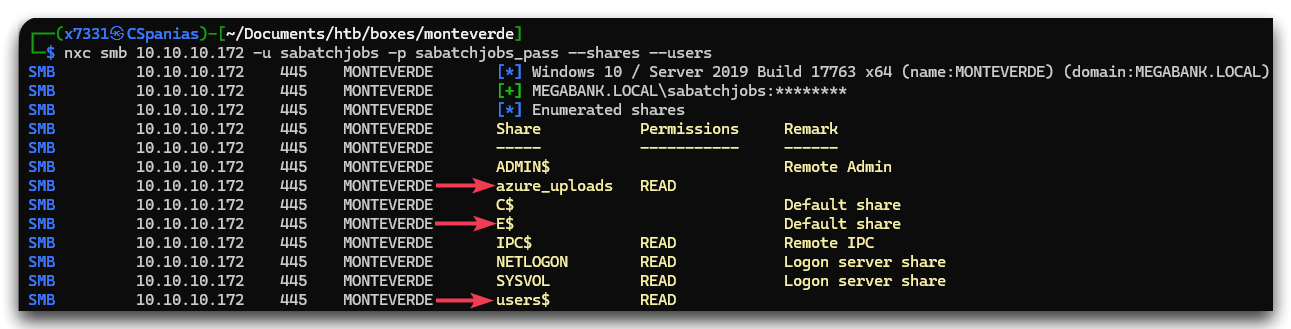 ┌──(x7331㉿CSpanias)-[~/Documents/htb/boxes/monteverde]
└─$ nxc smb 10.10.10.172 -u sabatchjobs -p sabatchjobs_pass --shares --users
SMB 10.10.10.172 445 MONTEVERDE [*] Windows 10 / Server 2019 Build 17763 x64 (name:MONTEVERDE) (domain:MEGABANK.LOCAL)
SMB 10.10.10.172 445 MONTEVERDE [+] MEGABANK.LOCAL\sabatchjobs:********
SMB 10.10.10.172 445 MONTEVERDE [*] Enumerated shares
SMB 10.10.10.172 445 MONTEVERDE Share Permissions Remark
SMB 10.10.10.172 445 MONTEVERDE ----- ----------- ------
SMB 10.10.10.172 445 MONTEVERDE ADMIN$ Remote Admin
SMB 10.10.10.172 445 MONTEVERDE azure_uploads READ
SMB 10.10.10.172 445 MONTEVERDE C$ Default share
SMB 10.10.10.172 445 MONTEVERDE E$ Default share
SMB 10.10.10.172 445 MONTEVERDE IPC$ READ Remote IPC
SMB 10.10.10.172 445 MONTEVERDE NETLOGON READ Logon server share
SMB 10.10.10.172 445 MONTEVERDE SYSVOL READ Logon server share
SMB 10.10.10.172 445 MONTEVERDE users$ READ